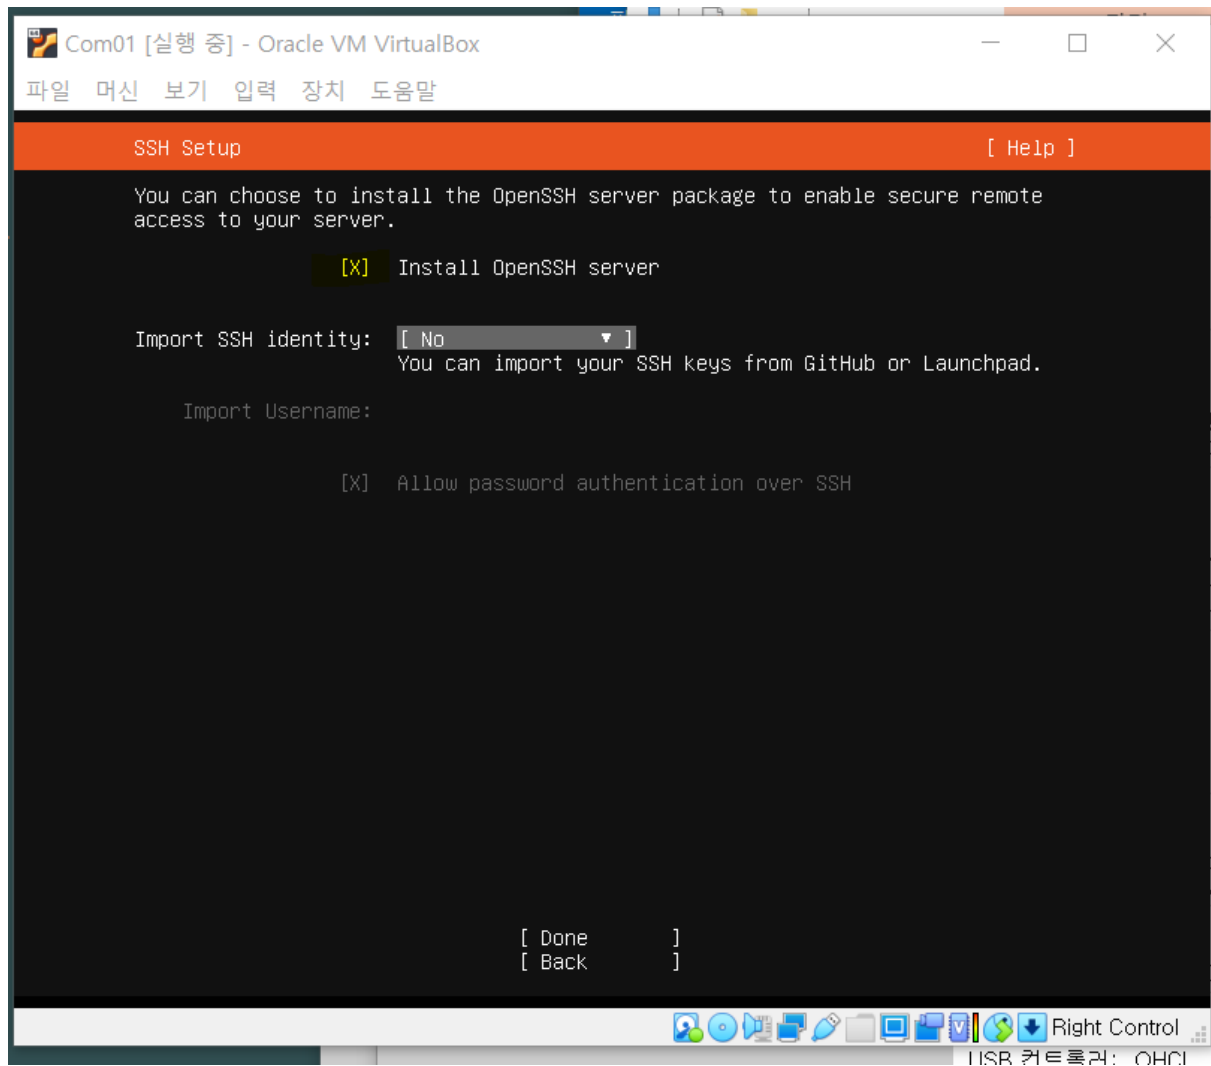 Com01 [실행 중] - Oracle VM VirtualBox
파일 머신 보기 입력 장치 도움말
SSH Setup [ Help ]
You can choose to install the OpenSSH server package to enable secure remote
access to your server.
[X] Install OpenSSH server
Import SSH identity: [ No ▼ ]
You can import your SSH keys from GitHub or Launchpad.
Import Username:
[X] Allow password authentication over SSH
[ Done ]
[ Back ]
Right Control
USB 컨트롤러: OHCI